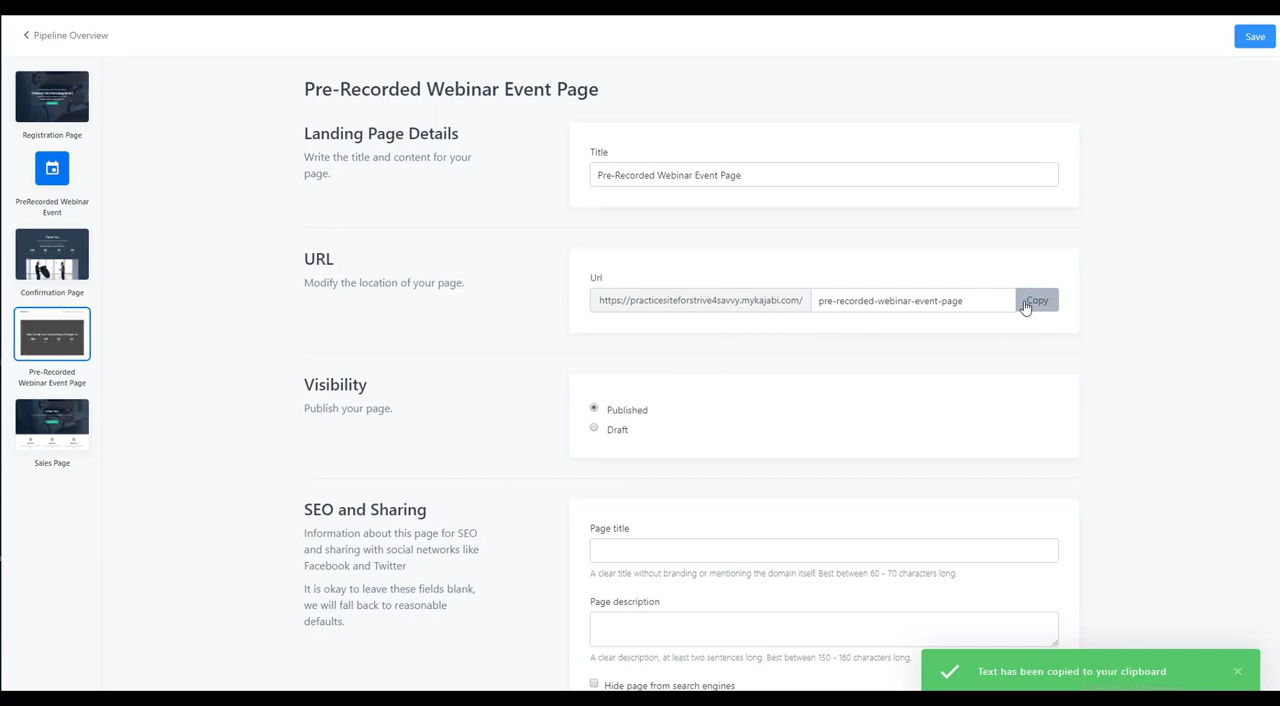 Pipeline Overview
Save
Registration Page
PreRecorded Webinar
Event
Confirmation Page
Pre-Recorded
Webinar Event Page
Sales Page
Pre-Recorded Webinar Event Page
Landing Page Details
Write the title and content for your
page.
Title
Pre-Recorded Webinar Event Page
URL
Modify the location of your page.
Url
https://practicesiteforstrive4savvy.mykajabi.com/ pre-recorded-webinar-event-page Copy
Visibility
Publish your page.
Published
Draft
SEO and Sharing
Information about this page for SEO
and sharing with social networks like
Facebook and Twitter
It is okay to leave these fields blank,
we will fall back to reasonable
defaults.
Page title
A clear title without branding or mentioning the domain itself. Best between 60 - 70 characters long.
Page description
A clear description, at least two sentences long. Best between 150 - 160 characters long.
Hide page from search engines
Text has been copied to your clipboard